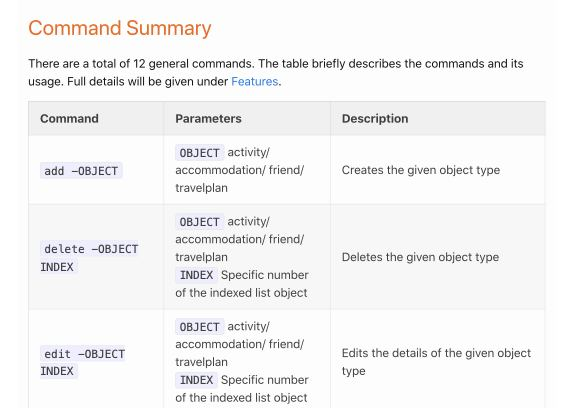 Command Summary
There are a total of 12 general commands. The table briefly describes the commands and its
usage. Full details will be given under Features.
Command Parameters Description
add –OBJECT
OBJECT activity/
accommodation/ friend/
travelplan
Creates the given object type
delete –OBJECT
INDEX
OBJECT activity/
accommodation/ friend/
travelplan
INDEX Specific number
of the indexed list object
Deletes the given object type
edit –OBJECT
INDEX
OBJECT activity/
accommodation/ friend/
travelplan
INDEX Specific number
of the indexed list object
Edits the details of the given object
type